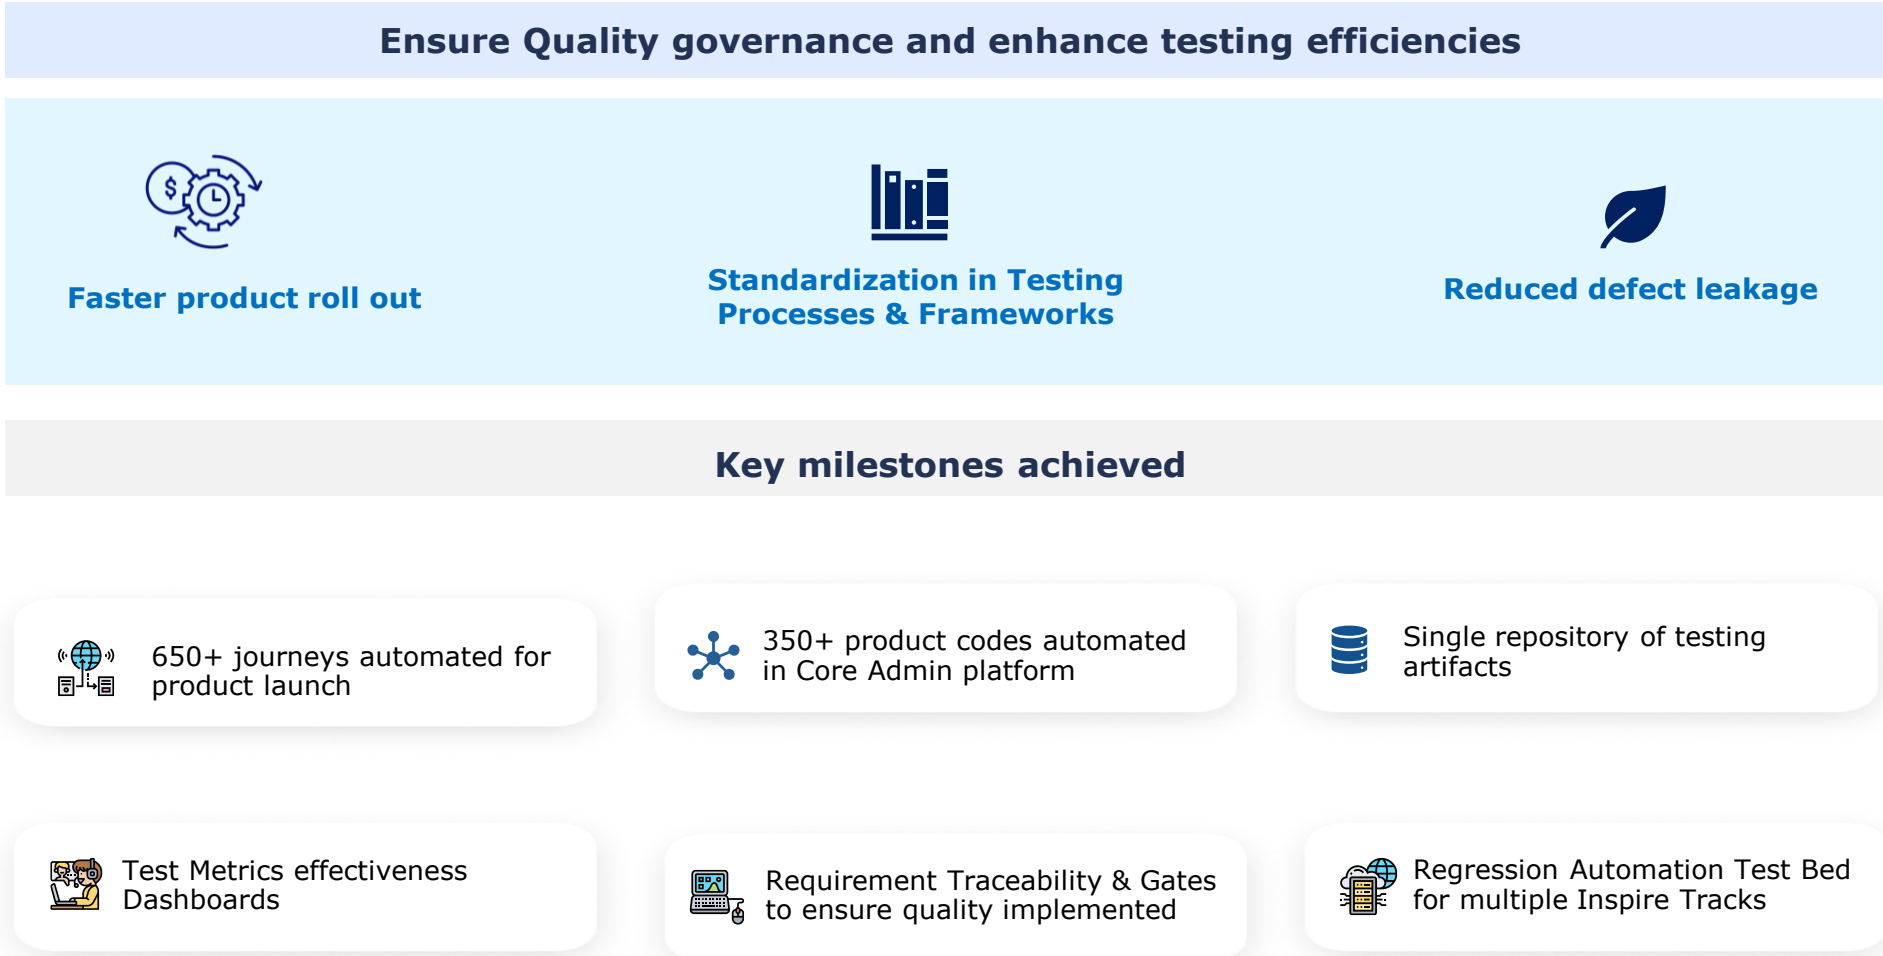 Ensure Quality governance and enhance testing efficiencies
$
Faster product roll out
Standardization in Testing
Processes & Frameworks
Reduced defect leakage
Key milestones achieved
650+ journeys automated for
product launch
350+ product codes automated
in Core Admin platform
Single repository of testing
artifacts
Test Metrics effectiveness
Dashboards
Requirement Traceability & Gates
to ensure quality implemented
Regression Automation Test Bed
for multiple Inspire Tracks